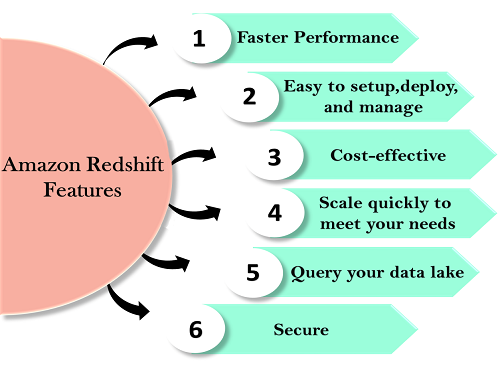 Amazon Redshift
Features
1 Faster Performance
2 Easy to setup,deploy,
and manage
3 Cost-effective
4 Scale quickly to
meet your needs
5 Query your data lake
6 Secure